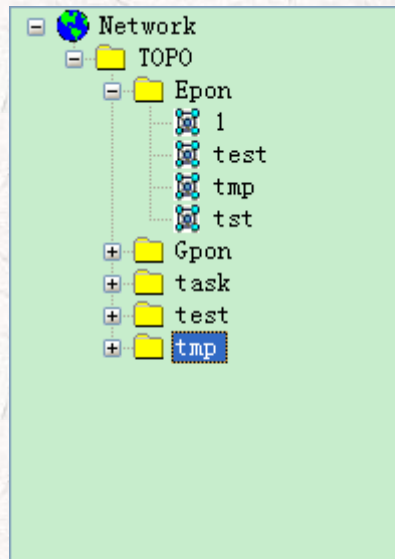 Network
TOPO
Epon
1
test
tmp
tst
Gpon
task
test
tmp